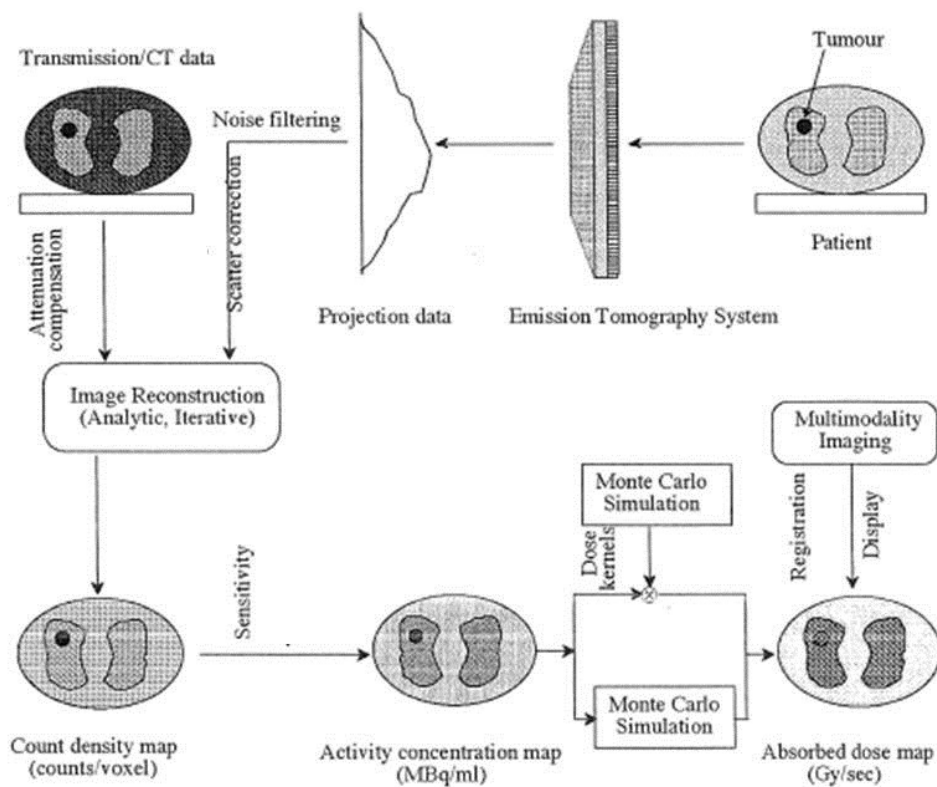 Transmission/CT data
Tumour
Noise filtering
Scatter correction
Patient
Attenuation
compensation
Projection data
Emission Tomography System
Image Reconstruction
(Analytic, Iterative)
Multimodality
Imaging
Monte Carlo
Simulation
Registration
Display
Dose
kernels
Sensitivity
Monte Carlo
Simulation
Count density map
(counts/voxel)
Activity concentration map
(MBq/ml)
Absorbed dose map
(Gy/sec)